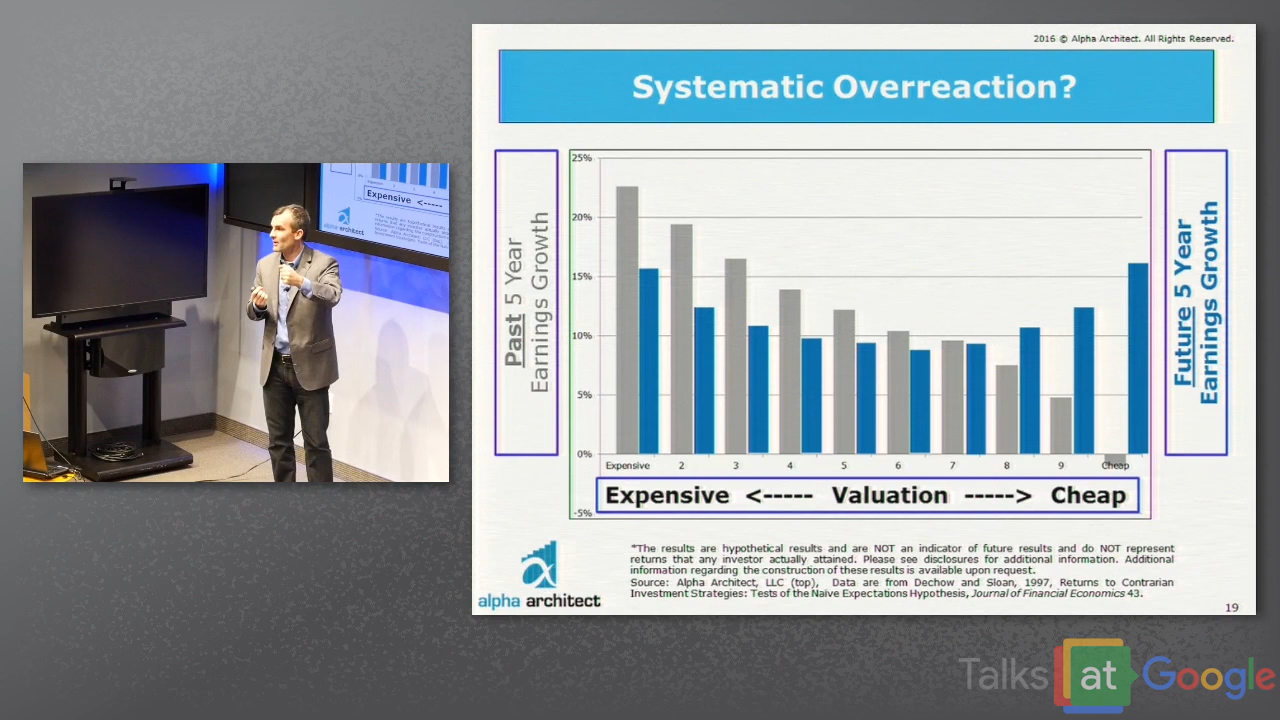 2016 © Alpha Architect. All Rights Reserved.
Systematic Overreaction?
Past 5 Year
Earnings Growth
25%
20%
15%
10%
5%
0%
-5%
Expensive 2 3 4 5 6 7 8 9 Cheap
Expensive <----- Valuation -----> Cheap
Future 5 Year
Earnings Growth
*The results are hypothetical results and are NOT an indicator of future results and do NOT represent
returns that any investor actually attained. Please see disclosures for additional information. Additional
information regarding the construction of these results is available upon request.
Source: Alpha Architect, LLC (top), Data are from Dechow and Sloan, 1997, Returns to Contrarian
Investment Strategies: Tests of the Naive Expectations Hypothesis, Journal of Financial Economics 43.
alpha architect
19
Expensive <-----
alpha architect
Talks at Google